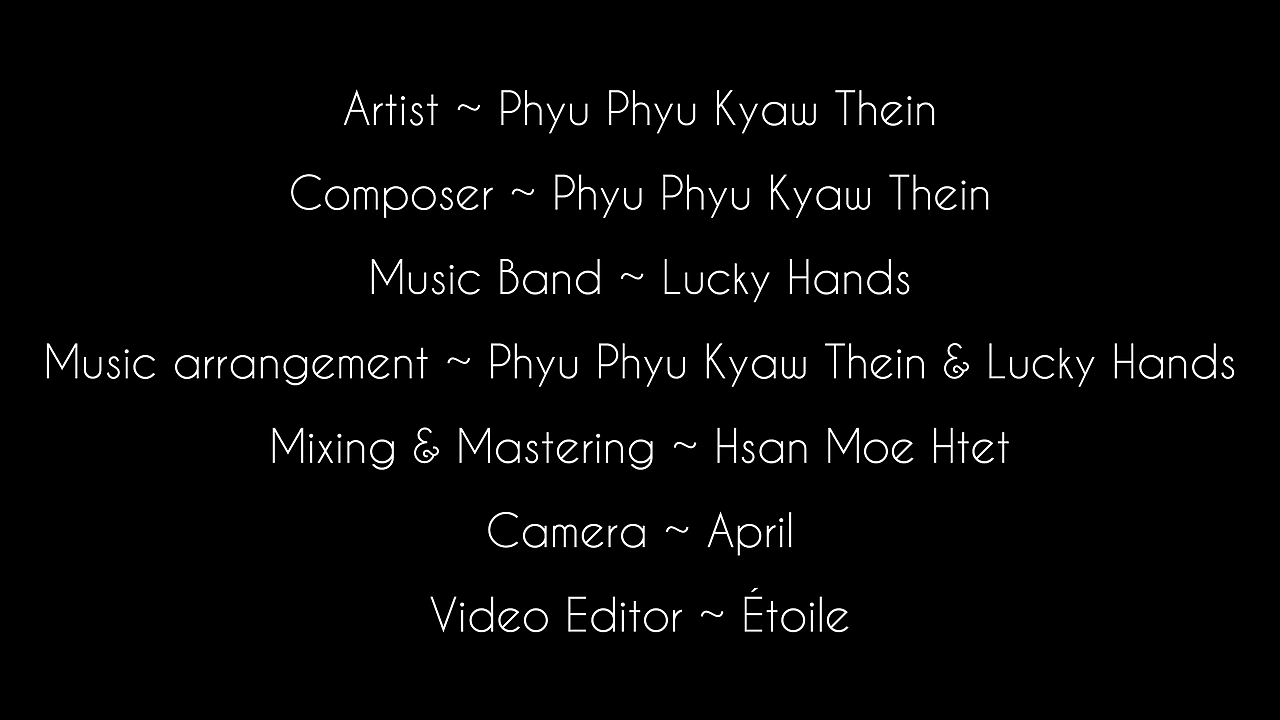 Artist ~ Phyu Phyu Kyaw Thein
Composer ~ Phyu Phyu Kyaw Thein
Music Band ~ Lucky Hands
Music arrangement ~ Phyu Phyu Kyaw Thein & Lucky Hands
Mixing & Mastering ~ Hsan Moe Htet
Camera ~ April
Video Editor ~ Étoile